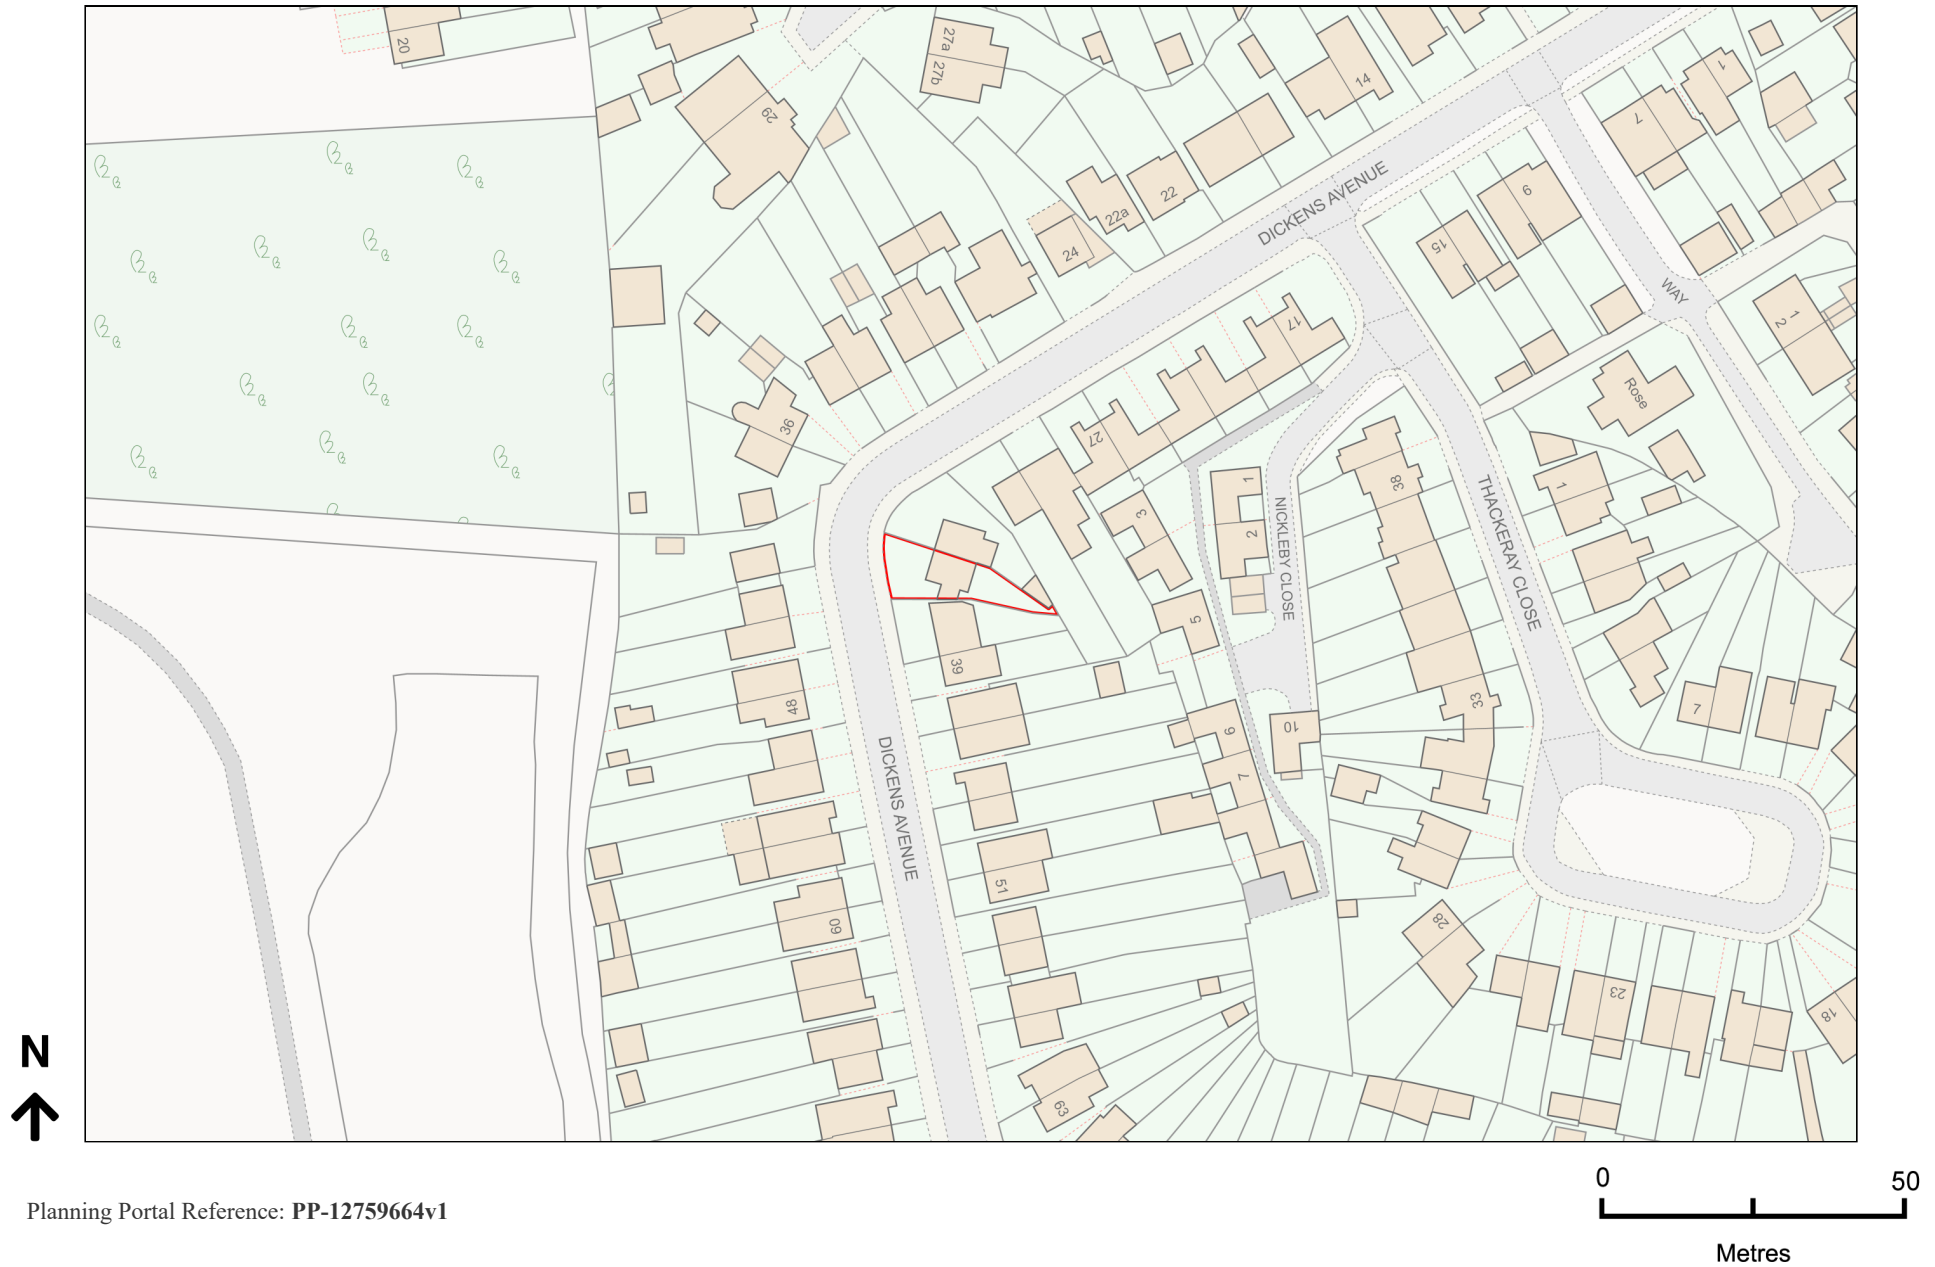 20
27a
27b
29
14
1
7
DICKENS AVENUE
22
22a
24
15
9
WAY
1
2
17
36
27
Rose
38
1
3
1
2
NICKLEBY CLOSE
THACKERAY CLOSE
5
39
48
33
7
9
10
7
DICKENS AVENUE
51
60
28
23
18
63
N
0
50
Metres
Planning Portal Reference: PP-12759664v1